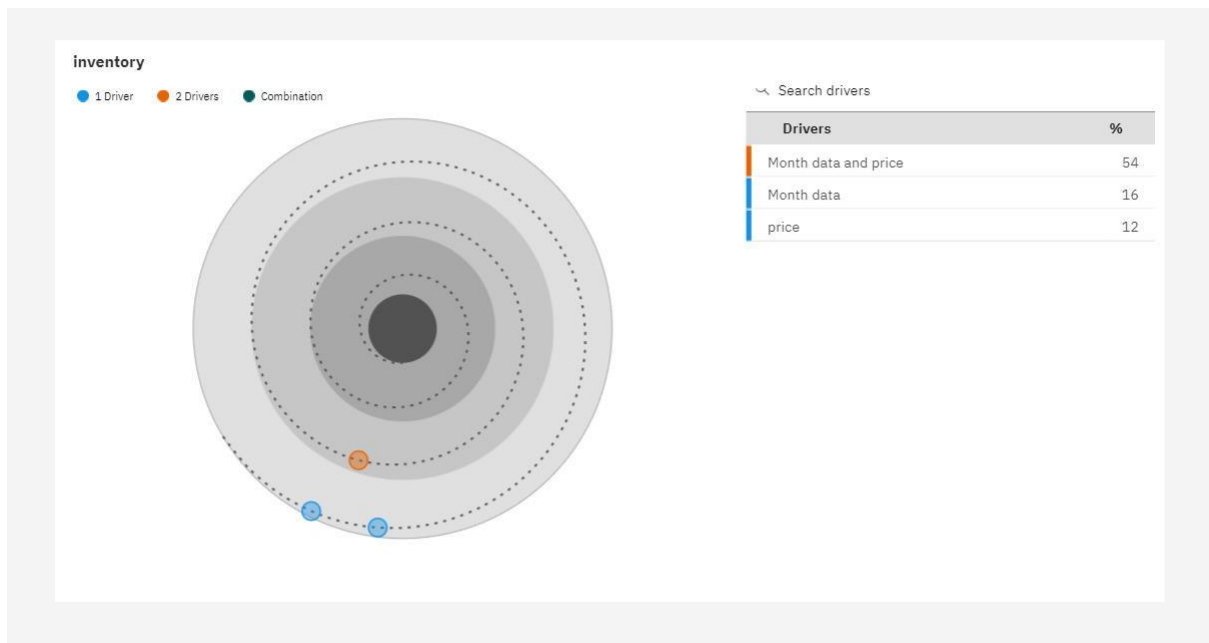 inventory
1 Driver 2 Drivers Combination
Search drivers
Drivers %
Month data and price 54
Month data 16
price 12